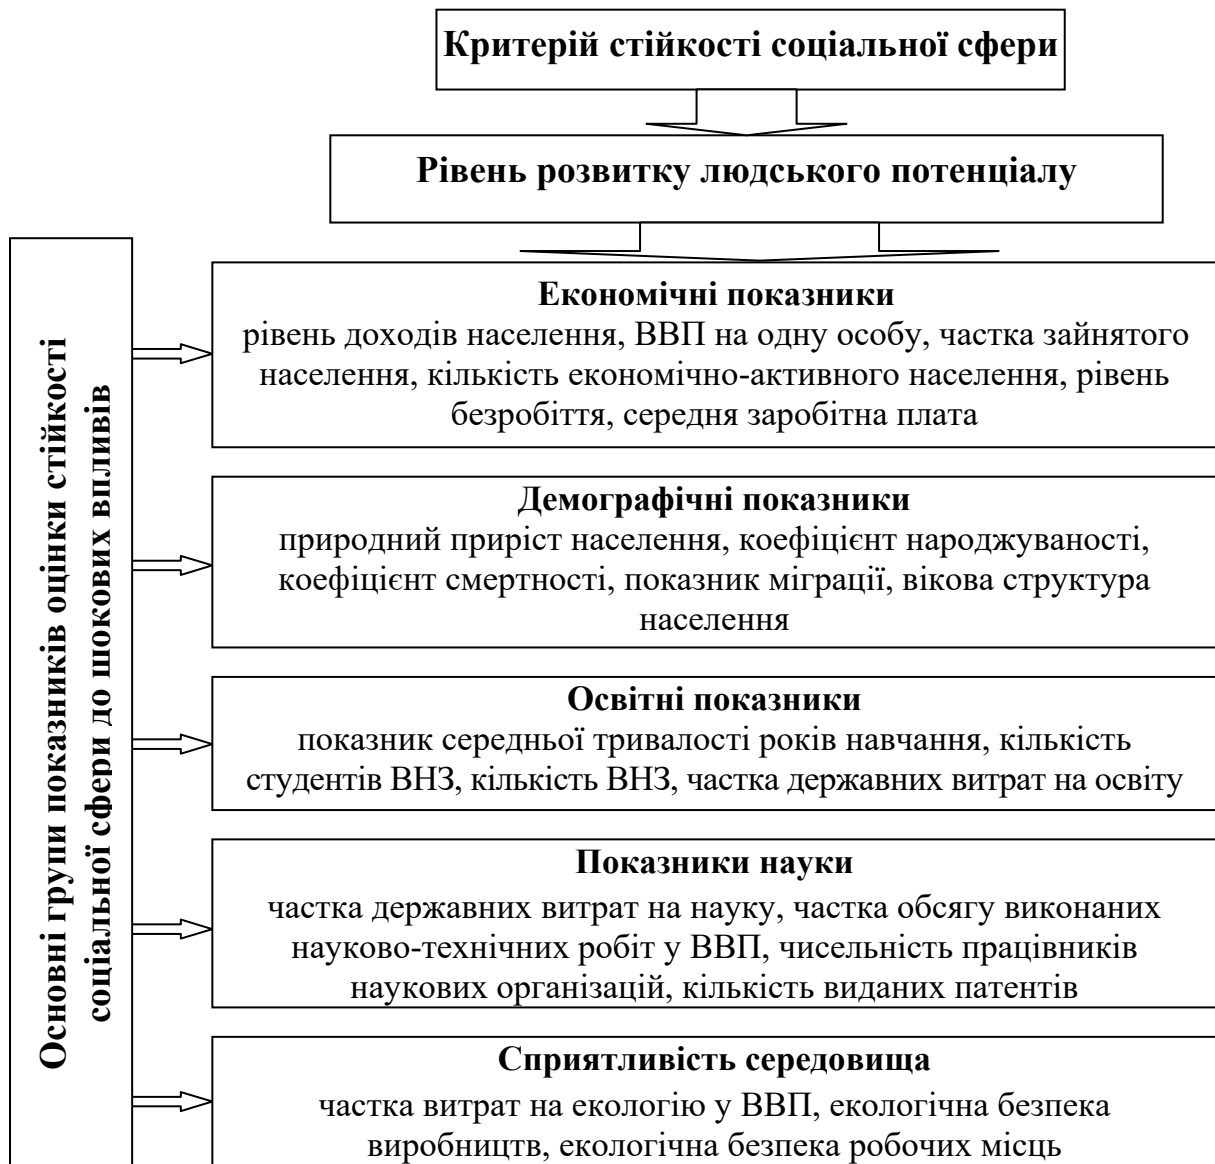 Критерій стійкості соціальної сфери
Рівень розвитку людського потенціалу
Основні групи показників оцінки стійкості
соціальної сфери до шокових впливів
Економічні показники
рівень доходів населення, ВВП на одну особу, частка зайнятого
населення, кількість економічно-активного населення, рівень
безробіття, середня заробітна плата
Демографічні показники
природний приріст населення, коефіцієнт народжуваності,
коефіцієнт смертності, показник міграції, вікова структура
населення
Освітні показники
показник середньої тривалості років навчання, кількість
студентів ВНЗ, кількість ВНЗ, частка державних витрат на освіту
Показники науки
частка державних витрат на науку, частка обсягу виконаних
науково-технічних робіт у ВВП, чисельність працівників
наукових організацій, кількість виданих патентів
Сприятливість середовища
частка витрат на екологію у ВВП, екологічна безпека
виробництв, екологічна безпека робочих місць